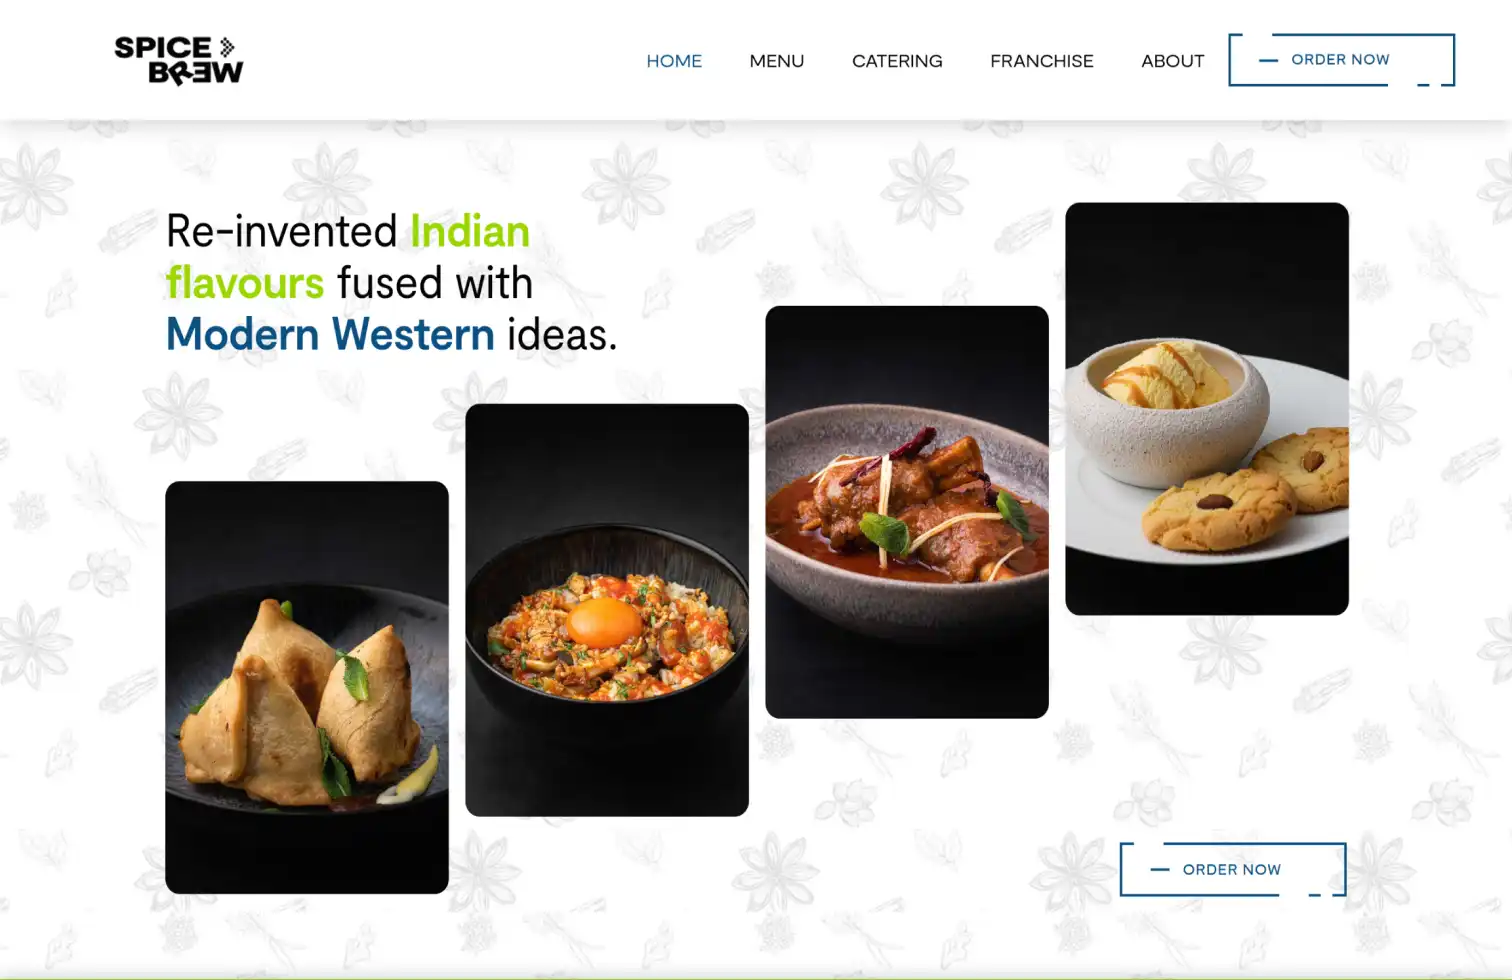 SPICE
BREW
HOME
MENU
CATERING
FRANCHISE
ABOUT
ORDER NOW
Re-invented Indian
flavours fused with
Modern Western ideas.
ORDER NOW